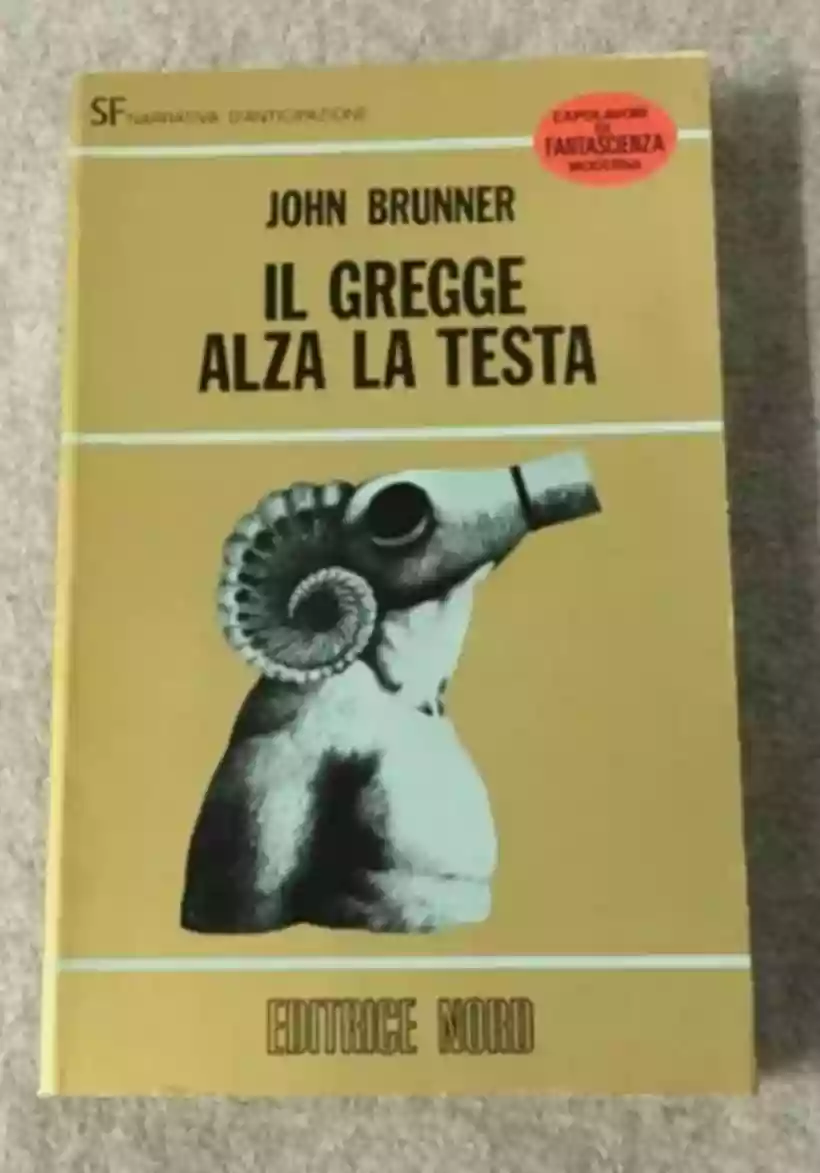 SF NARRATIVA D'ANTICIPAZIONE
CAPOLAVORI
DI
FANTASCIENZA
MODERNA
JOHN BRUNNER
IL GREGGE
ALZA LA TESTA
EDITRICE NORD